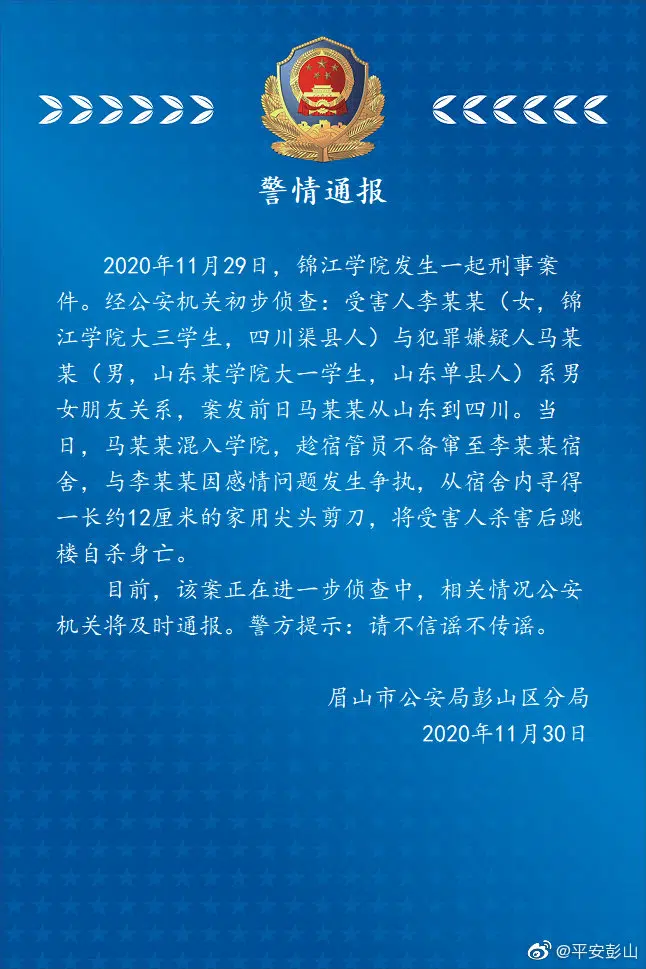 警情通报
2020年11月29日，锦江学院发生一起刑事案
件。经公安机关初步侦查：受害人李某某（女，锦
江学院大三学生，四川渠县人）与犯罪嫌疑人马某
某（男，山东某学院大一学生，山东单县人）系男
女朋友关系，案发前日马某某从山东到四川。当
日，马某某混入学院，趁宿管员不备窜至李某某宿
舍，与李某某因感情问题发生争执，从宿舍内寻得
一长约12厘米的家用尖头剪刀，将受害人杀害后跳
楼自杀身亡。
目前，该案正在进一步侦查中，相关情况公安
机关将及时通报。警方提示：请不信谣不传谣。
眉山市公安局彭山区分局
2020年11月30日
@平安彭山